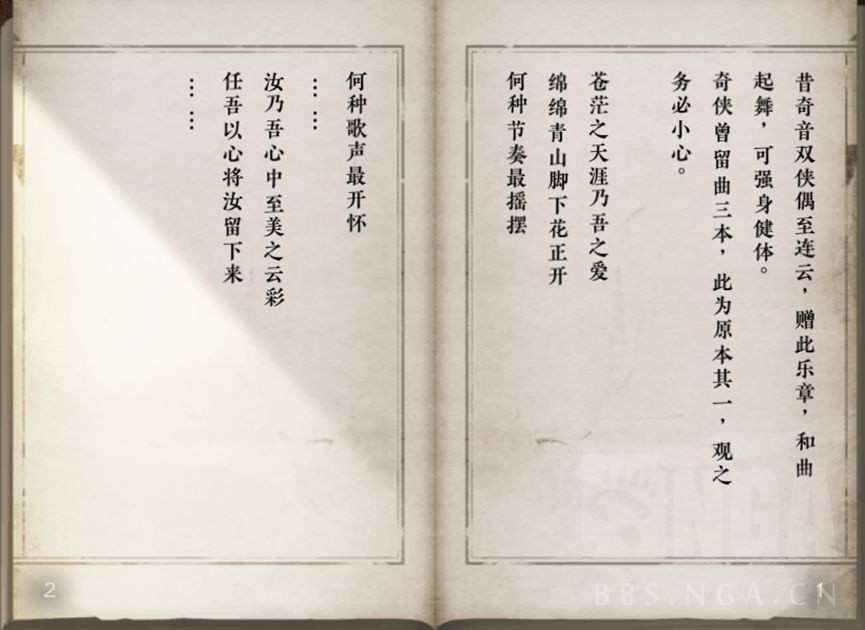 昔奇音双侠偶至连云，赠此乐章，和曲
起舞，可强身健体。
奇侠曾留曲三本，此为原本其一，观之
务必小心。
苍茫之天涯乃吾之爱
绵绵青山脚下花正开
何种节奏最摇摆
1
何种歌声最开怀
……
汝乃吾心中至美之云彩
任吾以心将汝留下来
……
2
NGA
BBS.NGA.CN